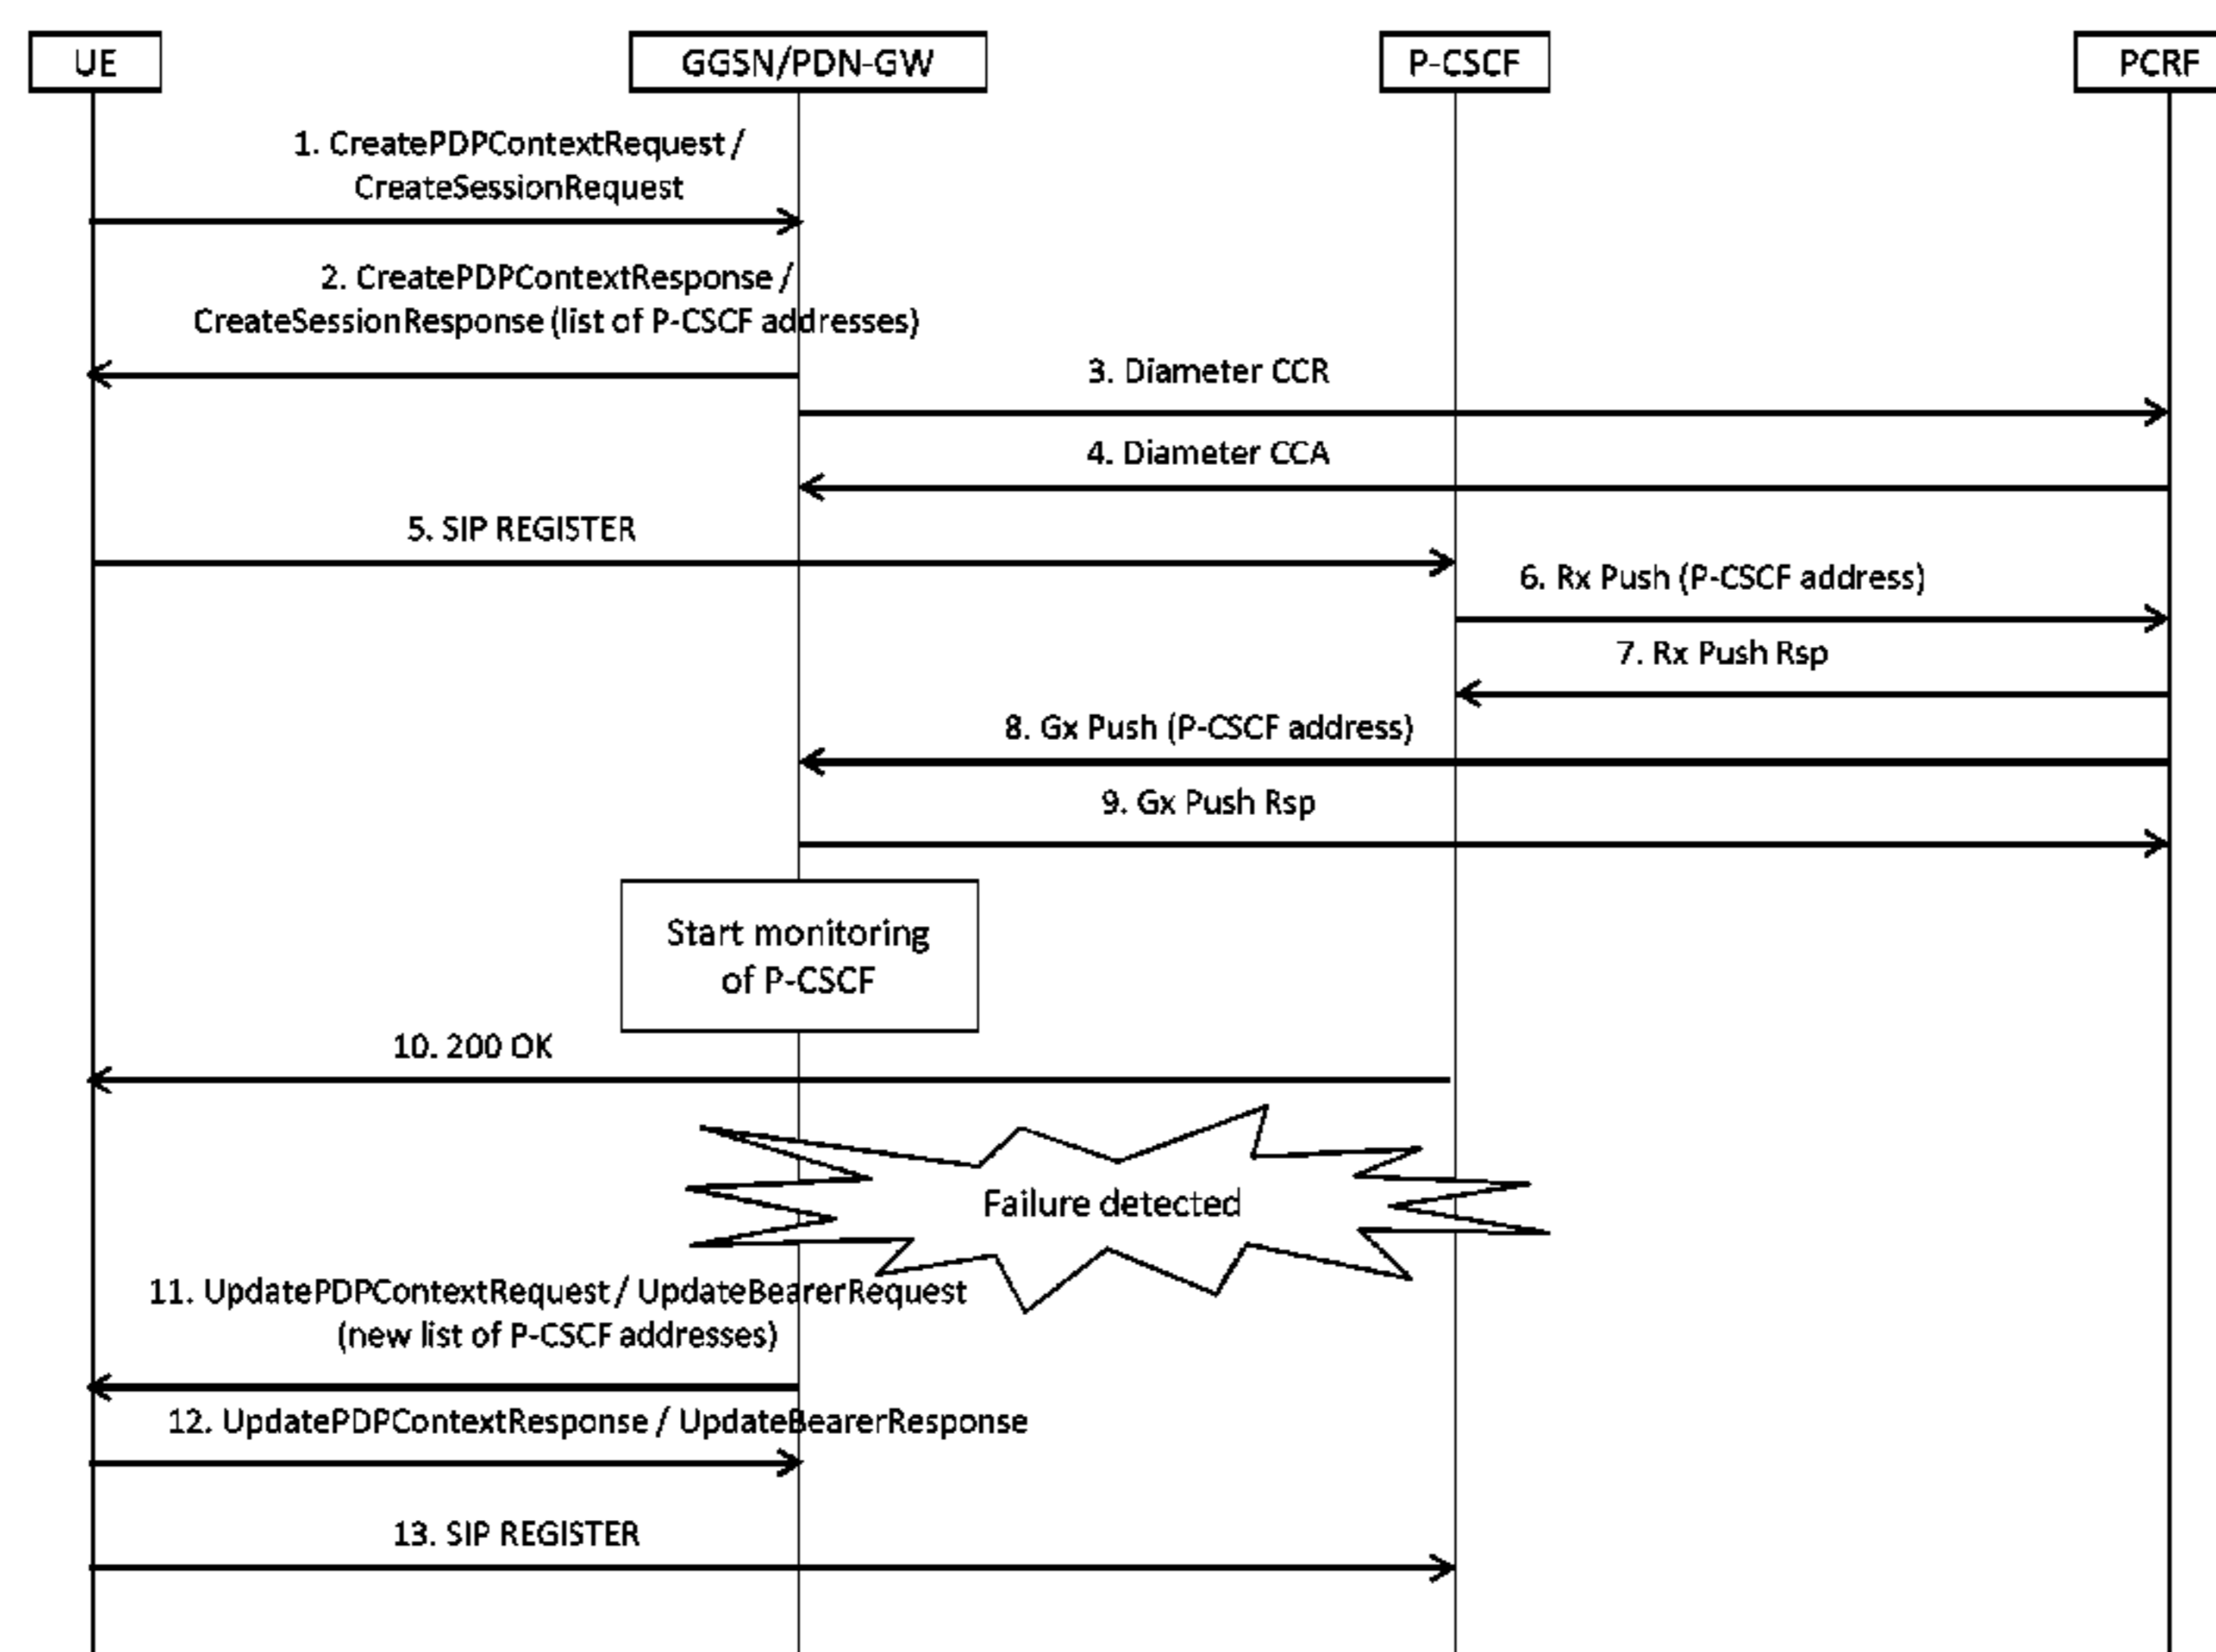 UE
GGSN/PDN-GW
P-CSCF
PCRF
1. CreatePDPContextRequest /
CreateSessionRequest
2. CreatePDPContextResponse /
CreateSessionResponse (list of P-CSCF addresses)
3. Diameter CCR
4. Diameter CCA
5. SIP REGISTER
6. Rx Push (P-CSCF address)
7. Rx Push Rsp
8. Gx Push (P-CSCF address)
9. Gx Push Rsp
Start monitoring
of P-CSCF
10. 200 OK
Failure detected
11. UpdatePDPContextRequest / UpdateBearerRequest
(new list of P-CSCF addresses)
12. UpdatePDPContextResponse / UpdateBearerResponse
13. SIP REGISTER